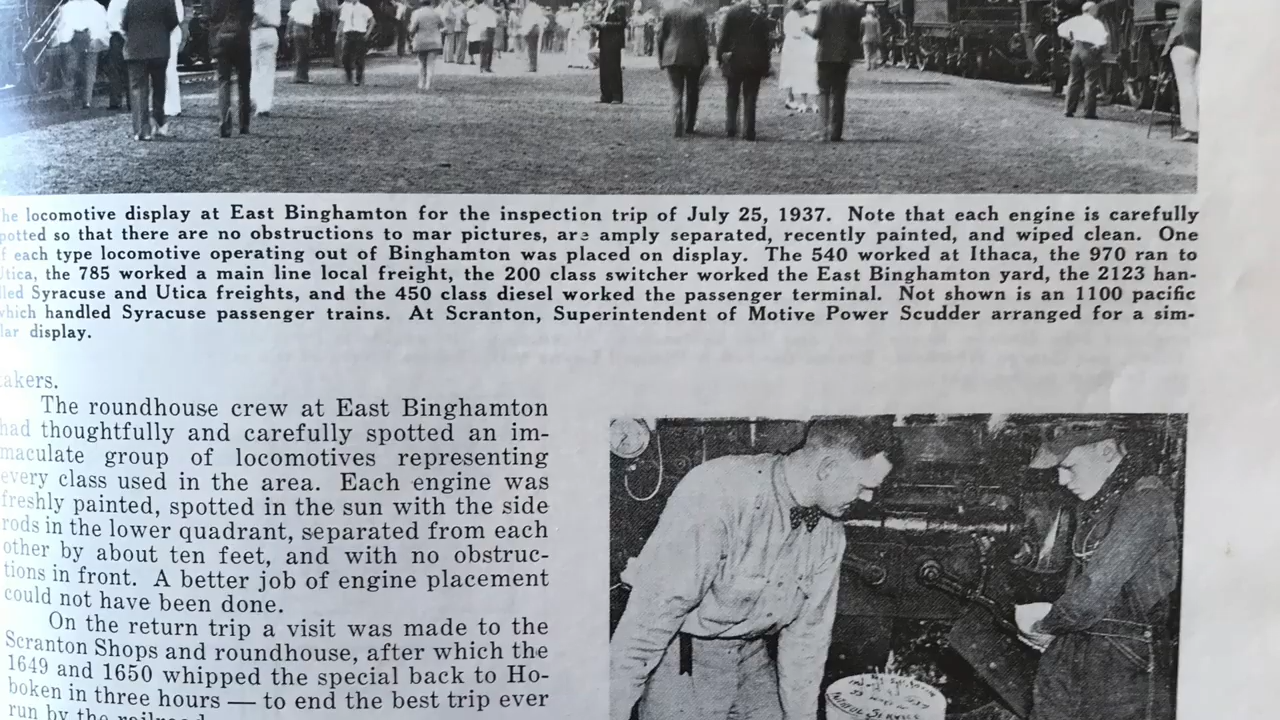 he locomotive display at East Binghamton for the inspection trip of July 25, 1937. Note that each engine is carefully
potted so that there are no obstructions to mar pictures, are amply separated, recently painted, and wiped clean. One
f each type locomotive operating out of Binghamton was placed on display. The 540 worked at Ithaca, the 970 ran to
Utica, the 785 worked a main line local freight, the 200 class switcher worked the East Binghamton yard, the 2123 han-
led Syracuse and Utica freights, and the 450 class diesel worked the passenger terminal. Not shown is an 1100 pacific
which handled Syracuse passenger trains. At Scranton, Superintendent of Motive Power Scudder arranged for a sim-
lar display.
takers.
The roundhouse crew at East Binghamton
had thoughtfully and carefully spotted an im-
maculate group of locomotives representing
every class used in the area. Each engine was
freshly painted, spotted in the sun with the side
rods in the lower quadrant, separated from each
other by about ten feet, and with no obstruc-
tions in front. A better job of engine placement
could not have been done.
On the return trip a visit was made to the
Scranton Shops and roundhouse, after which the
1649 and 1650 whipped the special back to Ho-
boken in three hours — to end the best trip ever
run by the railroad.
SERVICE